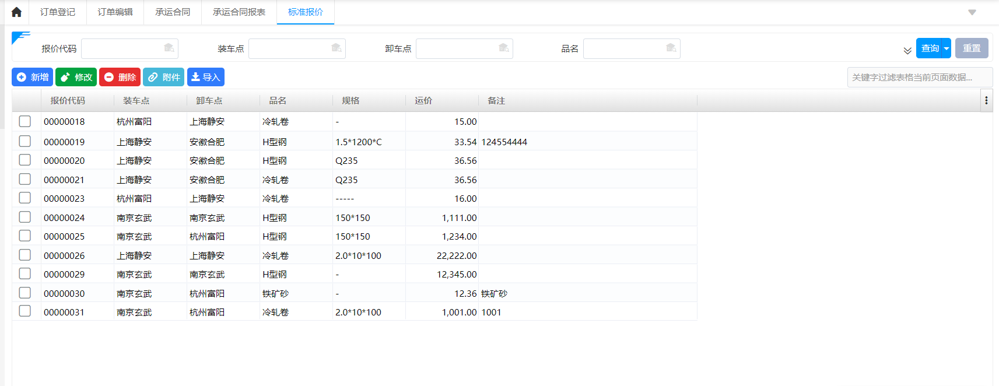 订单登记 订单编辑 承运合同 承运合同报表 标准报价
报价代码 装车点 卸车点 品名 查询 重置
新增 修改 删除 附件 导入 关键字过滤表格当前页面数据...
报价代码 装车点 卸车点 品名 规格 运价 备注
00000018 杭州富阳 上海静安 冷轧卷 - 15.00
00000019 上海静安 安徽合肥 H型钢 1.5*1200*C 33.54 124554444
00000020 上海静安 安徽合肥 H型钢 Q235 36.56
00000021 上海静安 安徽合肥 冷轧卷 Q235 36.56
00000023 杭州富阳 上海静安 冷轧卷 ----- 16.00
00000024 南京玄武 南京玄武 H型钢 150*150 1,111.00
00000025 南京玄武 杭州富阳 H型钢 150*150 1,234.00
00000026 上海静安 上海静安 冷轧卷 2.0*10*100 22,222.00
00000029 南京玄武 南京玄武 H型钢 - 12,345.00
00000030 南京玄武 杭州富阳 铁矿砂 - 12.36 铁矿砂
00000031 南京玄武 杭州富阳 冷轧卷 2.0*10*100 1,001.00 1001